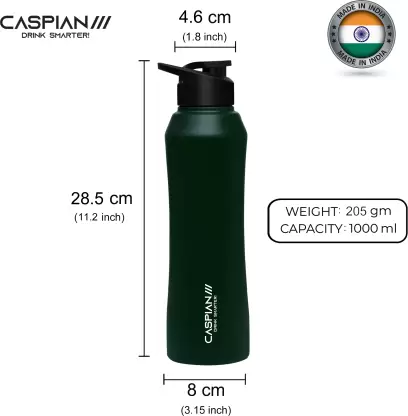 CASPIAN///
DRINK SMARTER!
4.6 cm
(1.8 inch)
MADE IN INDIA
MADE IN INDIA
28.5 cm
(11.2 inch)
WEIGHT: 205 gm
CAPACITY: 1000 ml
CASPIAN///
DRINK SMARTER!
8 cm
(3.15 inch)